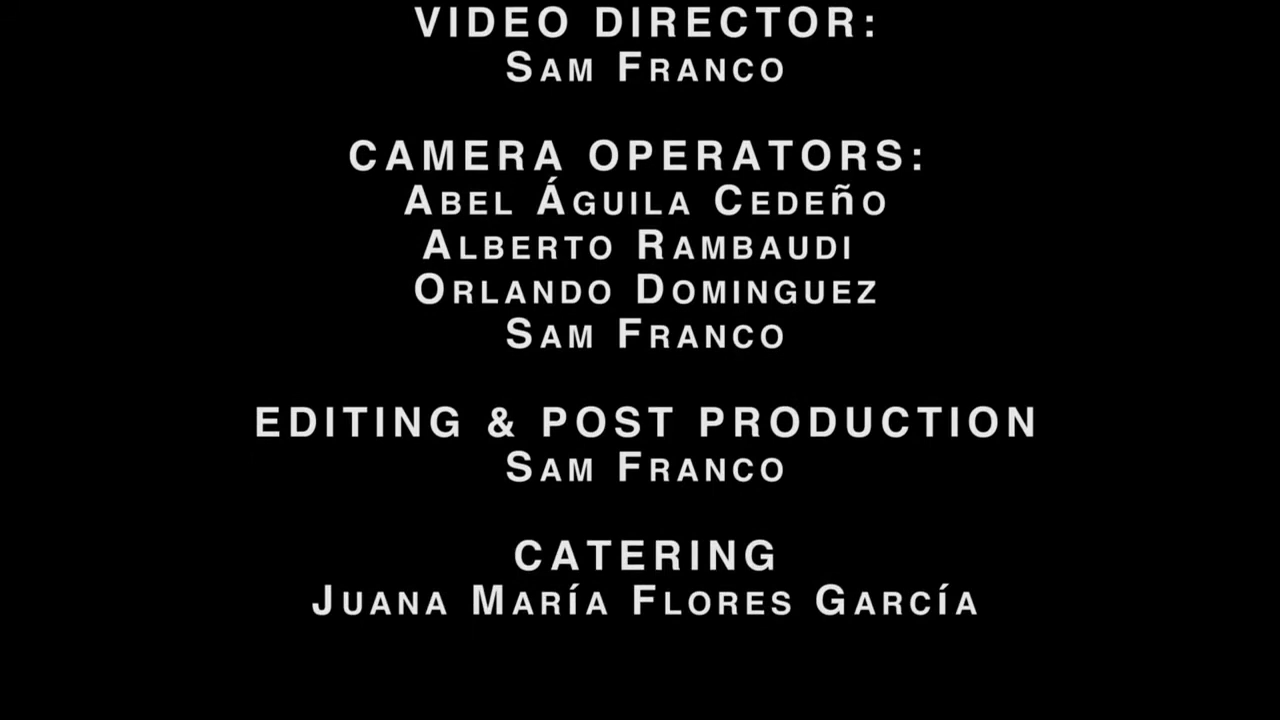 VIDEO DIRECTOR:
SAM FRANCO
CAMERA OPERATORS:
ABEL ÁGUILA CEDEñO
ALBERTO RAMBAUDI
ORLANDO DOMINGUEZ
SAM FRANCO
EDITING & POST PRODUCTION
SAM FRANCO
CATERING
JUANA MARíA FLORES GARCíA